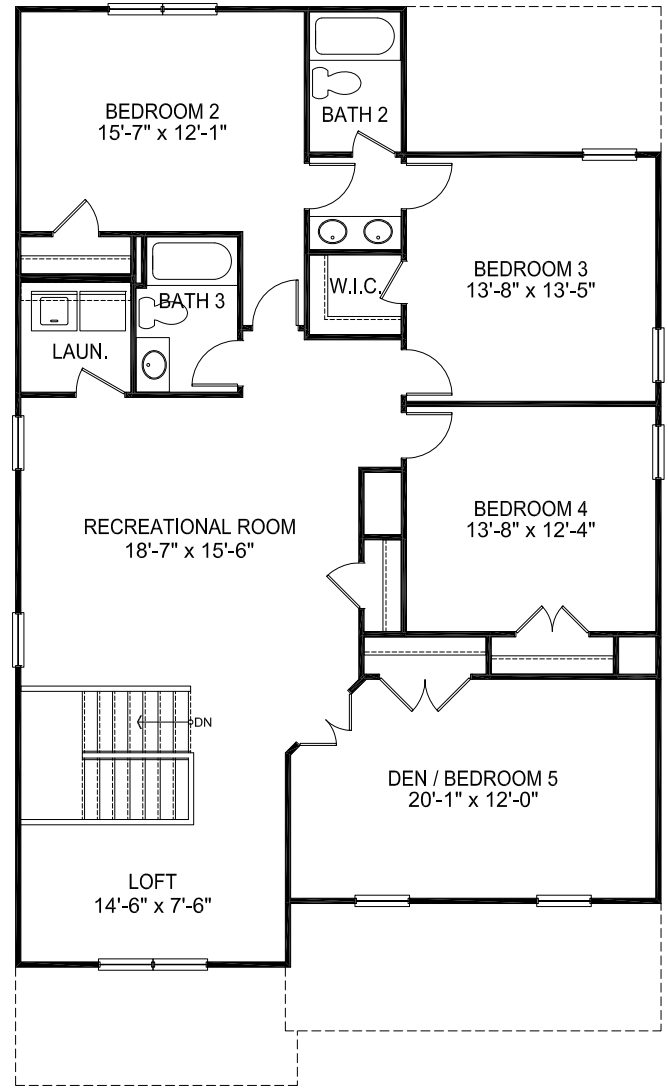 BEDROOM 2
15'-7" x 12'-1"
BATH 2
BEDROOM 3
13'-8" x 13'-5"
W.I.C.
BATH 3
LAUN.
RECREATIONAL ROOM
18'-7" x 15'-6"
BEDROOM 4
13'-8" x 12'-4"
DN
DEN / BEDROOM 5
20'-1" x 12'-0"
LOFT
14'-6" x 7'-6"